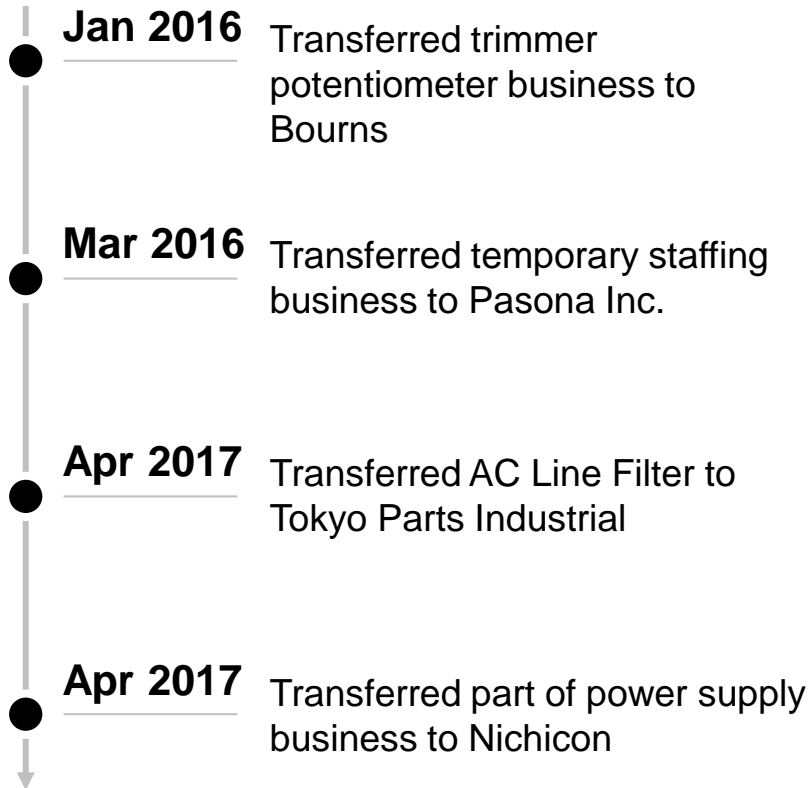 Jan 2016
Transferred trimmer
potentiometer business to
Bourns
Mar 2016
Transferred temporary staffing
business to Pasona Inc.
Apr 2017
Transferred AC Line Filter to
Tokyo Parts Industrial
Apr 2017
Transferred part of power supply
business to Nichicon